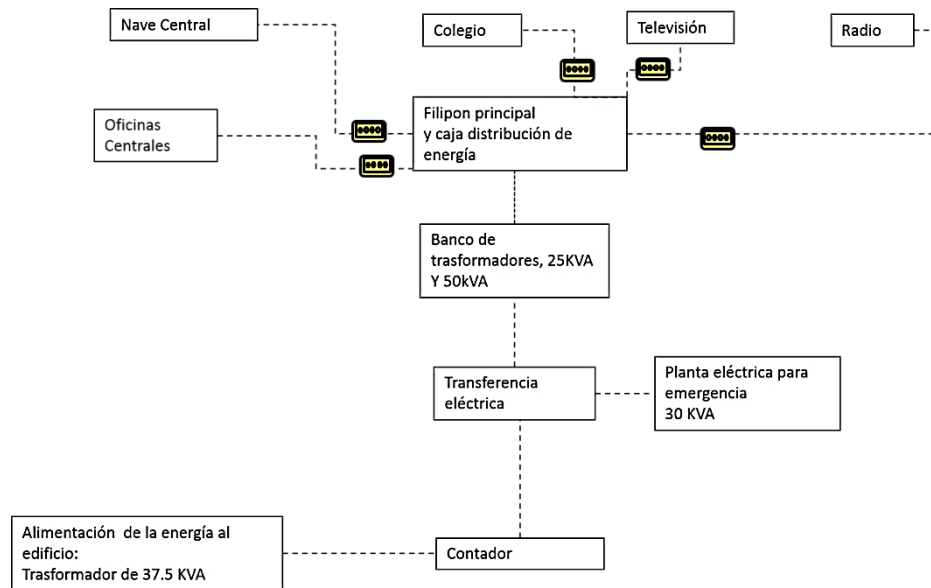 Nave Central
Colegio
Televisión
Radio
Oficinas
Centrales
Filipon principal
y caja distribución de
energía
Banco de
trasformadores, 25KVA
Y 50kVA
Transferencia
eléctrica
Planta eléctrica para
emergencia
30 KVA
Alimentación de la energía al
edificio:
Trasformador de 37.5 KVA
Contador